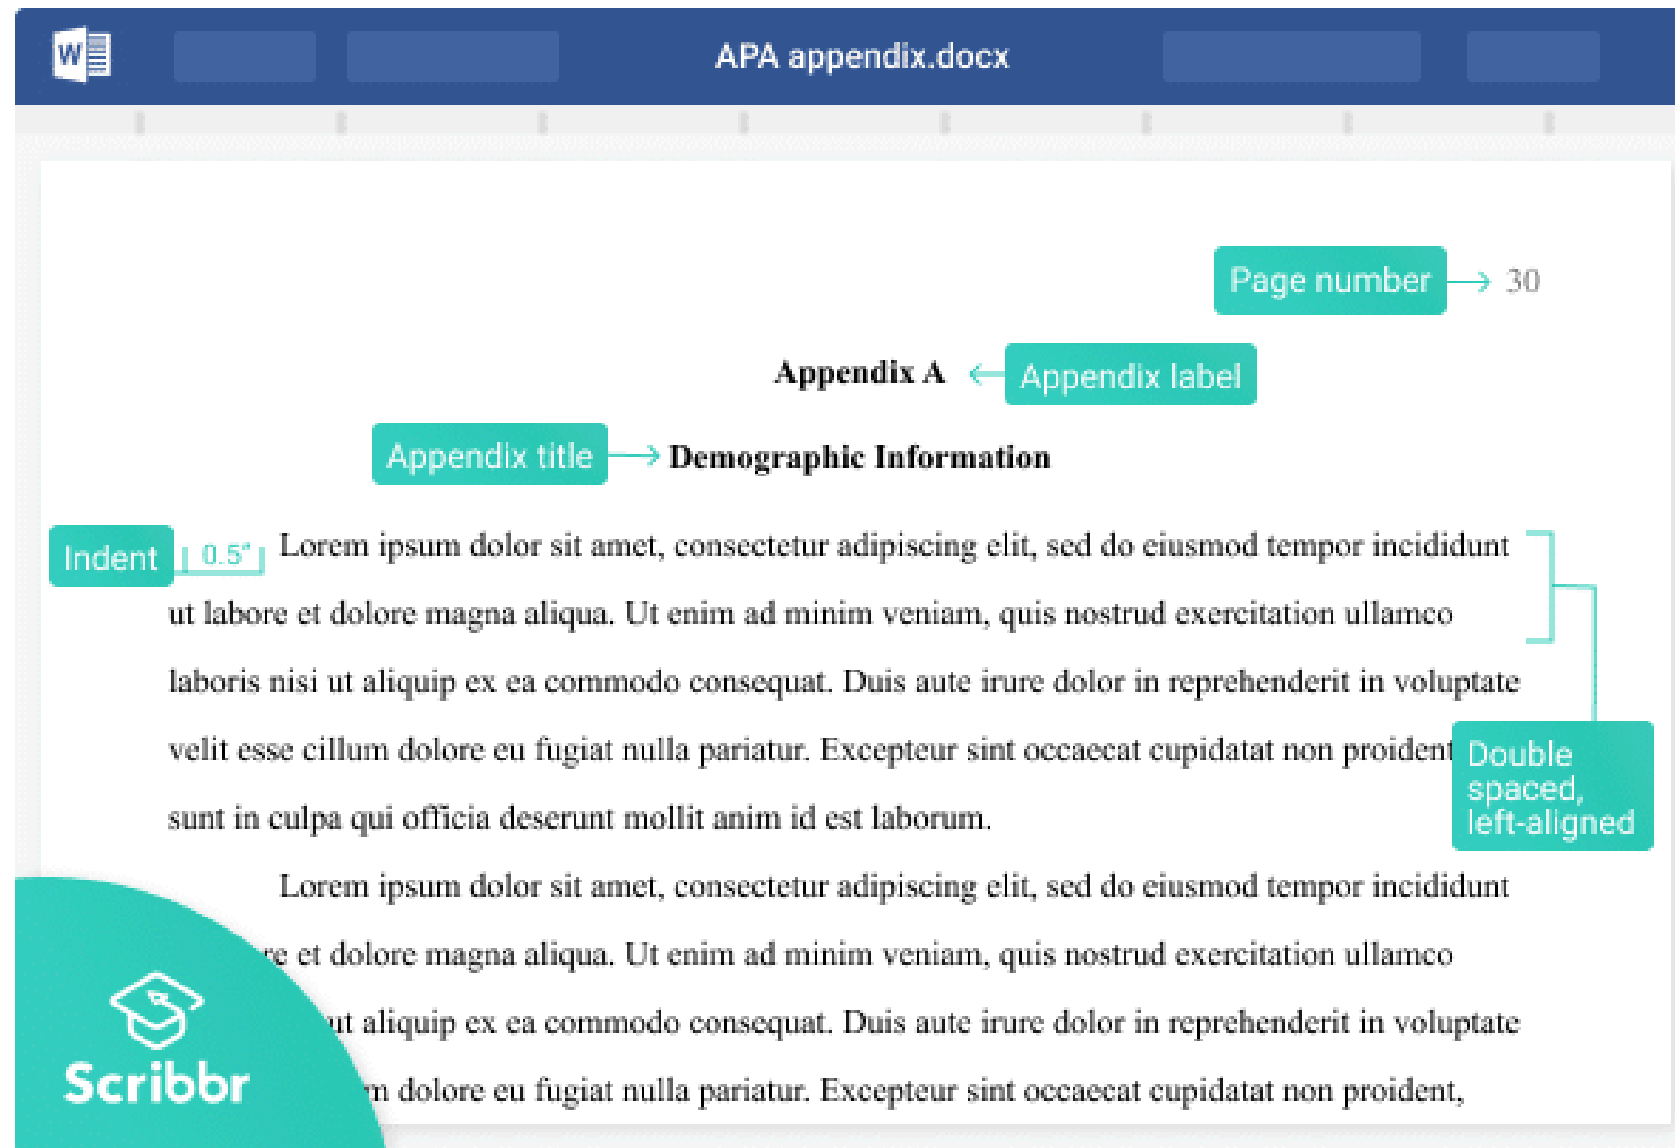 W
APA appendix.docx
Page number 30
Appendix A Appendix label
Appendix title Demographic Information
Indent 0.5" Lorem ipsum dolor sit amet, consectetur adipiscing elit, sed do eiusmod tempor incididunt
ut labore et dolore magna aliqua. Ut enim ad minim veniam, quis nostrud exercitation ullamco
laboris nisi ut aliquip ex ea commodo consequat. Duis aute irure dolor in reprehenderit in voluptate
velit esse cillum dolore eu fugiat nulla pariatur. Excepteur sint occaecat cupidatat non proident
Double
spaced,
left-aligned
sunt in culpa qui officia deserunt mollit anim id est laborum.
Lorem ipsum dolor sit amet, consectetur adipiscing elit, sed do eiusmod tempor incididunt
re et dolore magna aliqua. Ut enim ad minim veniam, quis nostrud exercitation ullamco
ut aliquip ex ea commodo consequat. Duis aute irure dolor in reprehenderit in voluptate
m dolore eu fugiat nulla pariatur. Excepteur sint occaecat cupidatat non proident,
Scribbr